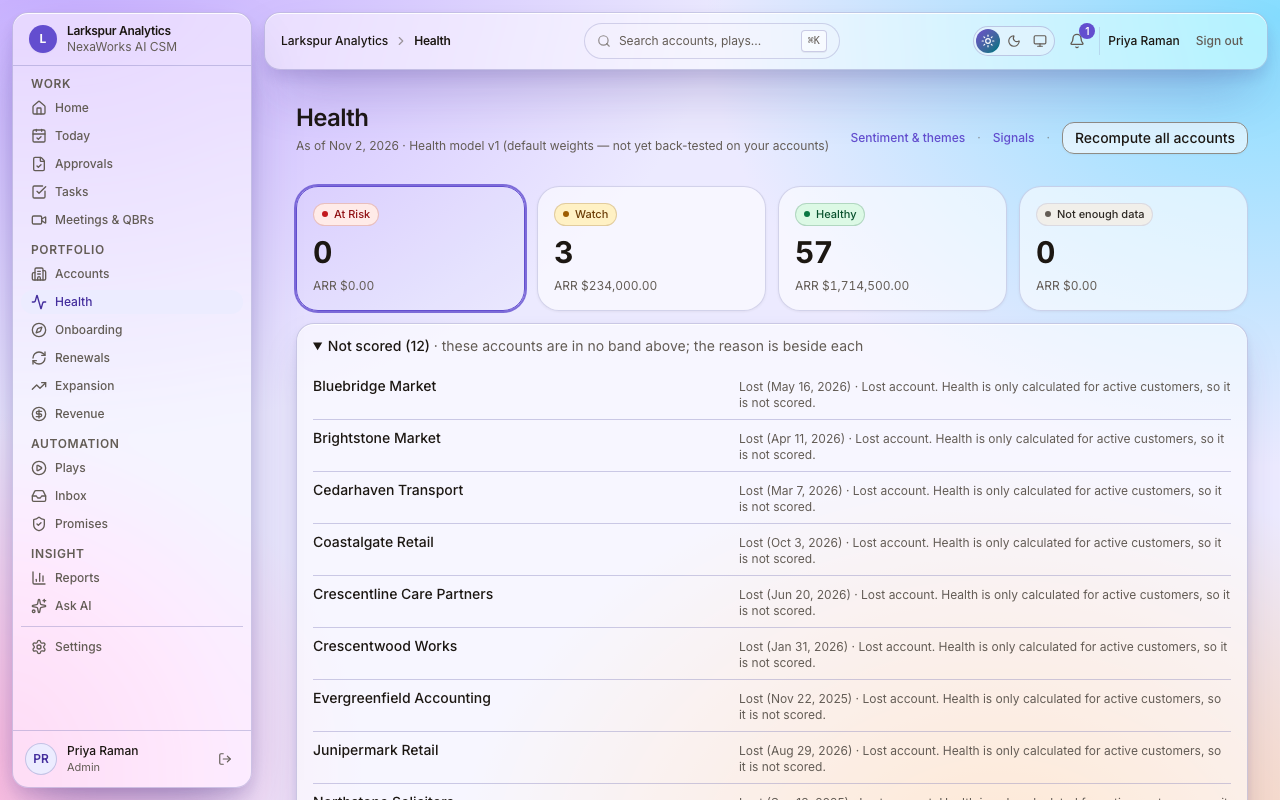 L
Larkspur Analytics
NexaWorks AI CSM
WORK
Home
Today
Approvals
Tasks
Meetings & QBRs
PORTFOLIO
Accounts
Health
Onboarding
Renewals
Expansion
Revenue
AUTOMATION
Plays
Inbox
Promises
INSIGHT
Reports
Ask AI
Settings
PR
Priya Raman
Admin
Larkspur Analytics > Health
Search accounts, plays... ⌘K
1
Priya Raman
Sign out
Health
As of Nov 2, 2026 · Health model v1 (default weights — not yet back-tested on your accounts)
Sentiment & themes · Signals · Recompute all accounts
At Risk
0
ARR $0.00
Watch
3
ARR $234,000.00
Healthy
57
ARR $1,714,500.00
Not enough data
0
ARR $0.00
Not scored (12) · these accounts are in no band above; the reason is beside each
Bluebridge Market
Lost (May 16, 2026) · Lost account. Health is only calculated for active customers, so it
is not scored.
Brightstone Market
Lost (Apr 11, 2026) · Lost account. Health is only calculated for active customers, so it
is not scored.
Cedarhaven Transport
Lost (Mar 7, 2026) · Lost account. Health is only calculated for active customers, so it
is not scored.
Coastalgate Retail
Lost (Oct 3, 2026) · Lost account. Health is only calculated for active customers, so it
is not scored.
Crescentline Care Partners
Lost (Jun 20, 2026) · Lost account. Health is only calculated for active customers, so it
is not scored.
Crescentwood Works
Lost (Jan 31, 2026) · Lost account. Health is only calculated for active customers, so it
is not scored.
Evergreenfield Accounting
Lost (Nov 22, 2025) · Lost account. Health is only calculated for active customers, so
it is not scored.
Junipermark Retail
Lost (Aug 29, 2026) · Lost account. Health is only calculated for active customers, so
it is not scored.